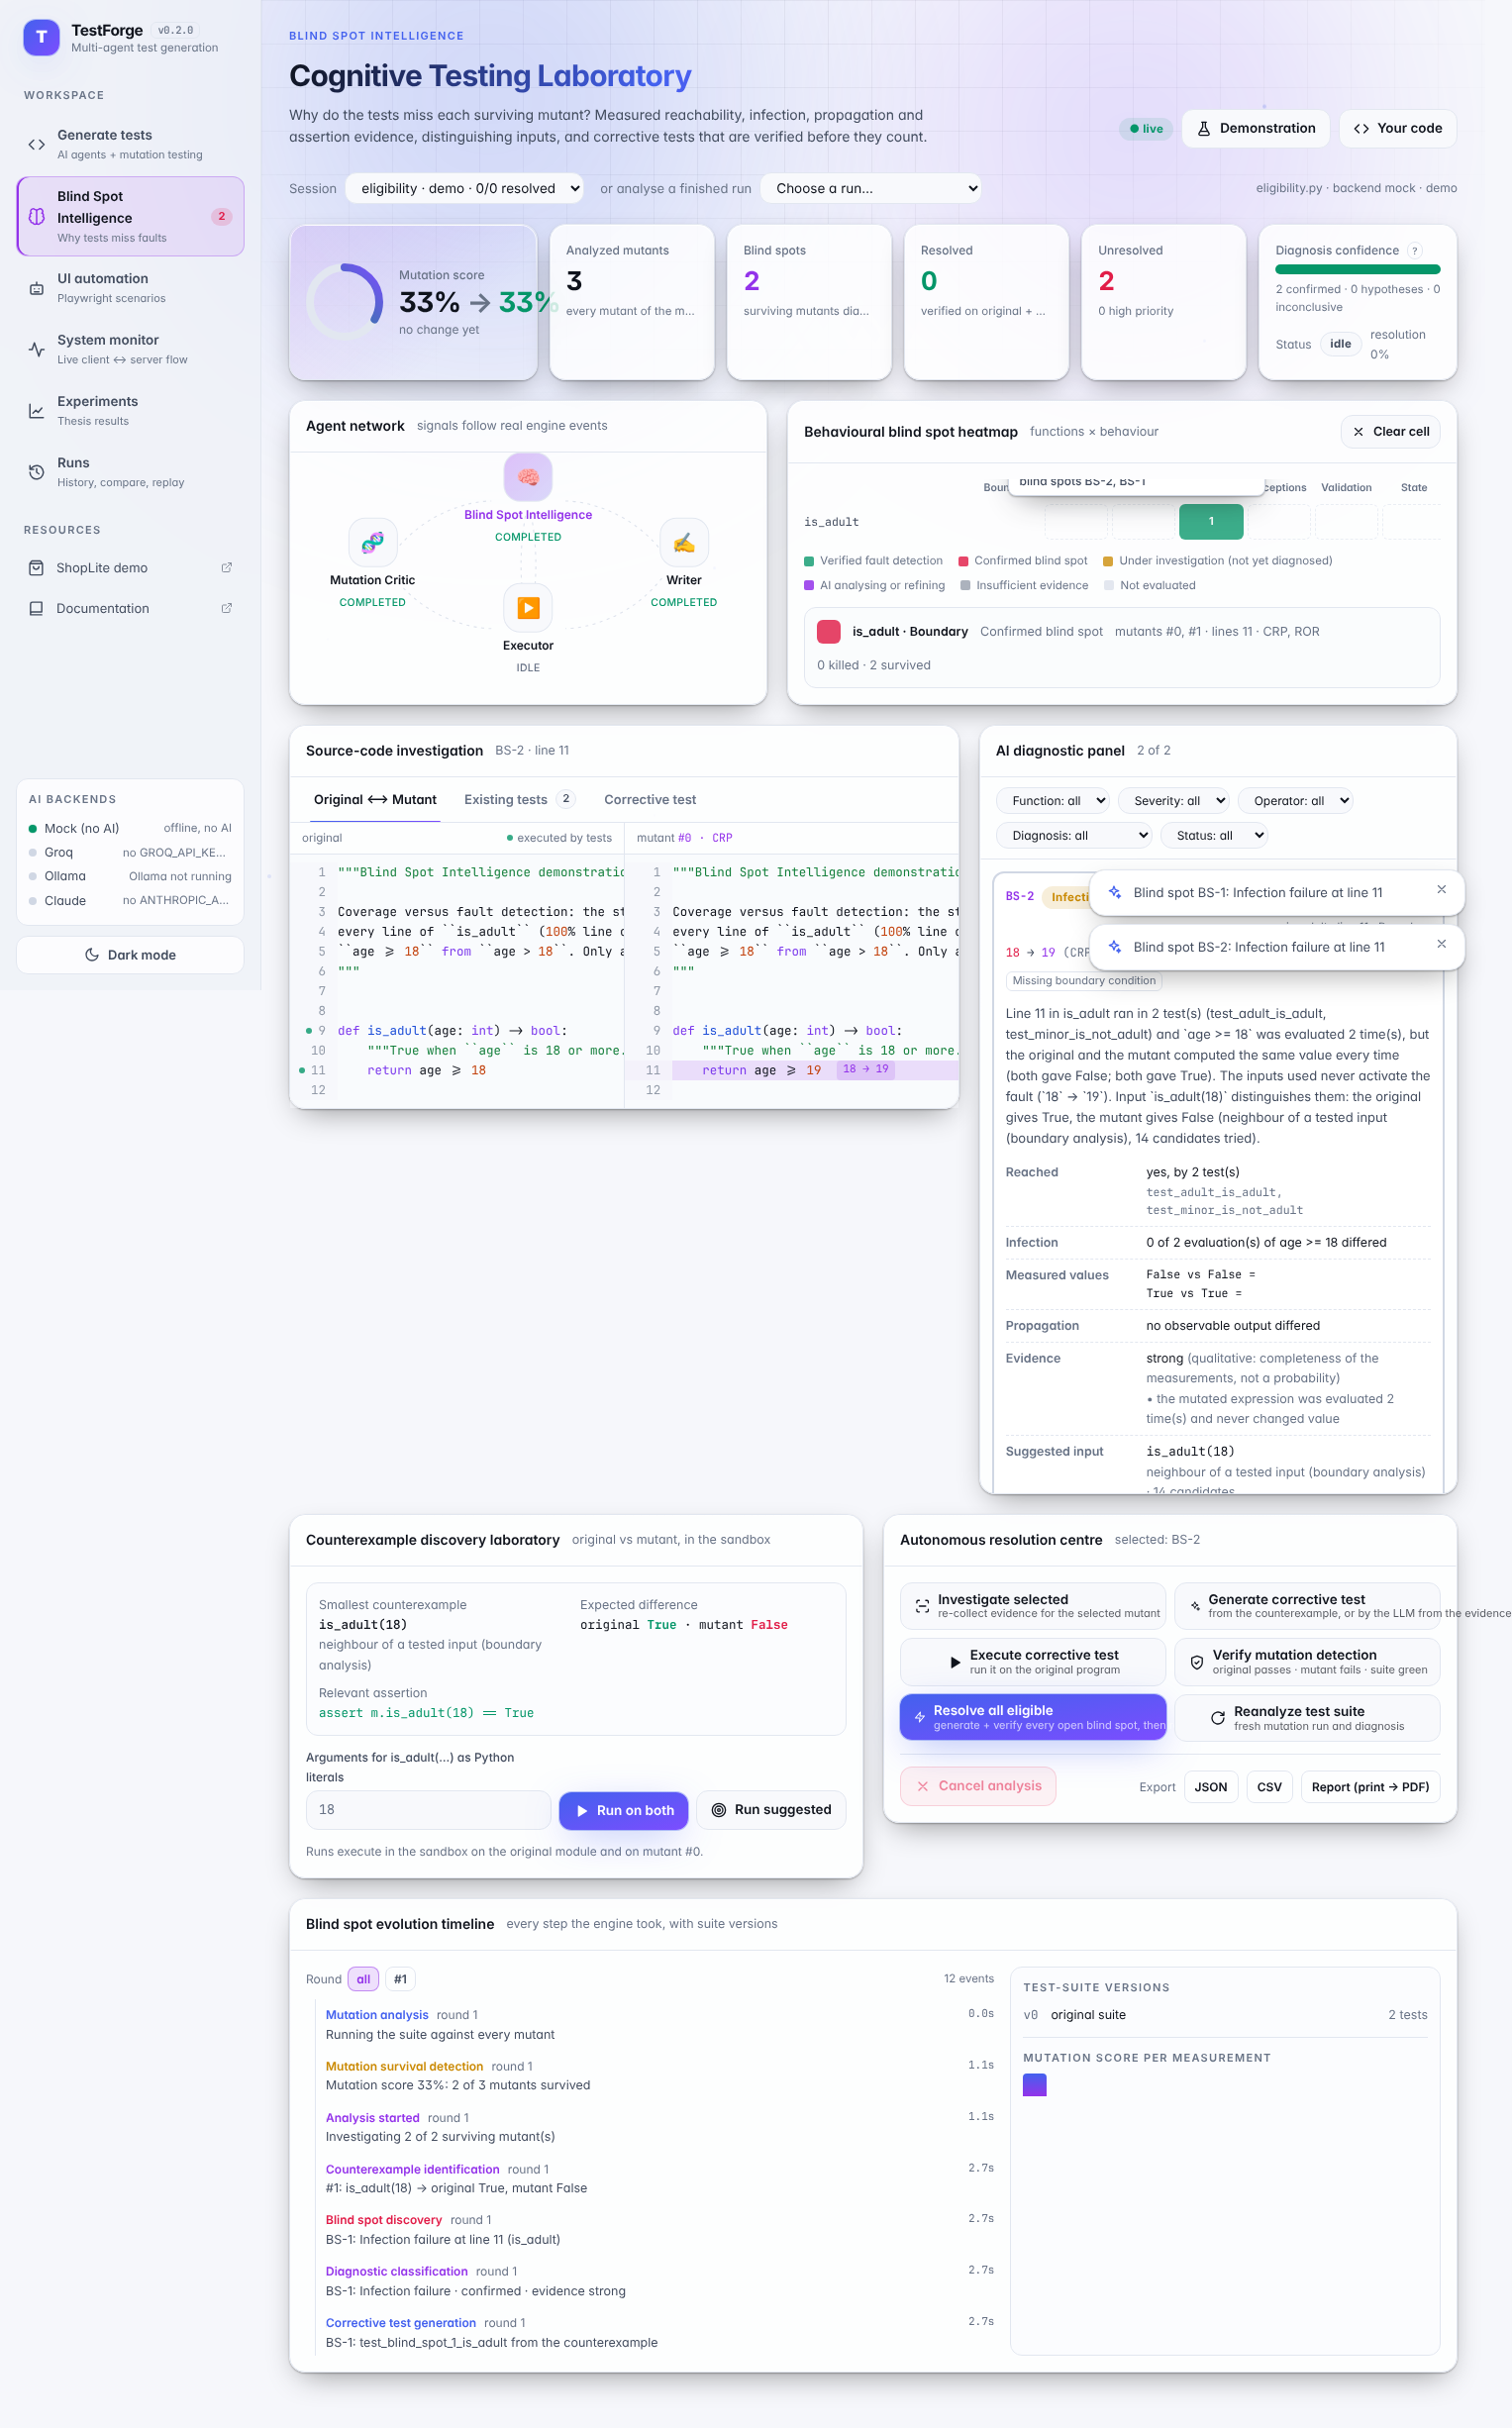 T
TestForge v0.2.0
Multi-agent test generation
WORKSPACE
Generate tests
AI agents + mutation testing
Blind Spot
Intelligence
2
Why tests miss faults
UI automation
Playwright scenarios
System monitor
Live client ↔ server flow
Experiments
Thesis results
Runs
History, compare, replay
RESOURCES
ShopLite demo
Documentation
AI BACKENDS
Mock (no AI) offline, no AI
Groq no GROQ_API_KE...
Ollama Ollama not running
Claude no ANTHROPIC_A...
Dark mode
BLIND SPOT INTELLIGENCE
Cognitive Testing Laboratory
Why do the tests miss each surviving mutant? Measured reachability, infection, propagation and
assertion evidence, distinguishing inputs, and corrective tests that are verified before they count.
live
Demonstration
Your code
Session eligibility · demo · 0/0 resolved or analyse a finished run Choose a run...
eligibility.py · backend mock · demo
Mutation score
33% → 33%
no change yet
Analyzed mutants
3
every mutant of the m...
Blind spots
2
surviving mutants dia...
Resolved
0
verified on original + ...
Unresolved
2
0 high priority
Diagnosis confidence ?
2 confirmed · 0 hypotheses · 0
inconclusive
Status idle resolution
0%
Agent network signals follow real engine events
🧠
Blind Spot Intelligence
COMPLETED
Mutation Critic
COMPLETED
Writer
COMPLETED
Executor
IDLE
Behavioural blind spot heatmap functions × behaviour
Clear cell
blind spots BS-2, BS-1
Boun ceptions Validation State
is_adult 1
Verified fault detection Confirmed blind spot Under investigation (not yet diagnosed)
AI analysing or refining Insufficient evidence Not evaluated
is_adult · Boundary Confirmed blind spot mutants #0, #1 · lines 11 · CRP, ROR
0 killed · 2 survived
Source-code investigation BS-2 · line 11
Original ⟷ Mutant Existing tests 2 Corrective test
original executed by tests
1 """Blind Spot Intelligence demonstratic
2
3 Coverage versus fault detection: the st
4 every line of ``is_adult`` (100% line c
5 ``age >= 18`` from ``age > 18``. Only a
6 """
7
8
9 def is_adult(age: int) -> bool:
10 """True when ``age`` is 18 or more.
11 return age >= 18
12
mutant #0 · CRP
1 """Blind Spot Intelligence demonstratic
2
3 Coverage versus fault detection: the st
4 every line of ``is_adult`` (100% line c
5 ``age >= 18`` from ``age > 18``. Only a
6 """
7
8
9 def is_adult(age: int) -> bool:
10 """True when ``age`` is 18 or more.
11 return age >= 19 18 → 19
12
AI diagnostic panel 2 of 2
Function: all Severity: all Operator: all
Diagnosis: all Status: all
BS-2 Infecti
Blind spot BS-1: Infection failure at line 11
18 → 19 (CRP
Blind spot BS-2: Infection failure at line 11
Missing boundary condition
Line 11 in is_adult ran in 2 test(s) (test_adult_is_adult,
test_minor_is_not_adult) and `age >= 18` was evaluated 2 time(s), but
the original and the mutant computed the same value every time
(both gave False; both gave True). The inputs used never activate the
fault (`18` → `19`). Input `is_adult(18)` distinguishes them: the original
gives True, the mutant gives False (neighbour of a tested input
(boundary analysis), 14 candidates tried).
Reached yes, by 2 test(s)
test_adult_is_adult,
test_minor_is_not_adult
Infection 0 of 2 evaluation(s) of age >= 18 differed
Measured values False vs False =
True vs True =
Propagation no observable output differed
Evidence strong (qualitative: completeness of the
measurements, not a probability)
• the mutated expression was evaluated 2
time(s) and never changed value
Suggested input is_adult(18)
neighbour of a tested input (boundary analysis)
· 14 candidates
Counterexample discovery laboratory original vs mutant, in the sandbox
Smallest counterexample
is_adult(18)
neighbour of a tested input (boundary
analysis)
Expected difference
original True · mutant False
Relevant assertion
assert m.is_adult(18) == True
Arguments for is_adult(...) as Python
literals
18
Run on both
Run suggested
Runs execute in the sandbox on the original module and on mutant #0.
Autonomous resolution centre selected: BS-2
Investigate selected
re-collect evidence for the selected mutant
Generate corrective test
from the counterexample, or by the LLM from the evidence
Execute corrective test
run it on the original program
Verify mutation detection
original passes · mutant fails · suite green
Resolve all eligible
generate + verify every open blind spot, then
Reanalyze test suite
fresh mutation run and diagnosis
Cancel analysis
Export JSON CSV Report (print → PDF)
Blind spot evolution timeline every step the engine took, with suite versions
Round all #1 12 events
Mutation analysis round 1 0.0s
Running the suite against every mutant
Mutation survival detection round 1 1.1s
Mutation score 33%: 2 of 3 mutants survived
Analysis started round 1 1.1s
Investigating 2 of 2 surviving mutant(s)
Counterexample identification round 1 2.7s
#1: is_adult(18) → original True, mutant False
Blind spot discovery round 1 2.7s
BS-1: Infection failure at line 11 (is_adult)
Diagnostic classification round 1 2.7s
BS-1: Infection failure · confirmed · evidence strong
Corrective test generation round 1 2.7s
BS-1: test_blind_spot_1_is_adult from the counterexample
TEST-SUITE VERSIONS
v0 original suite 2 tests
MUTATION SCORE PER MEASUREMENT